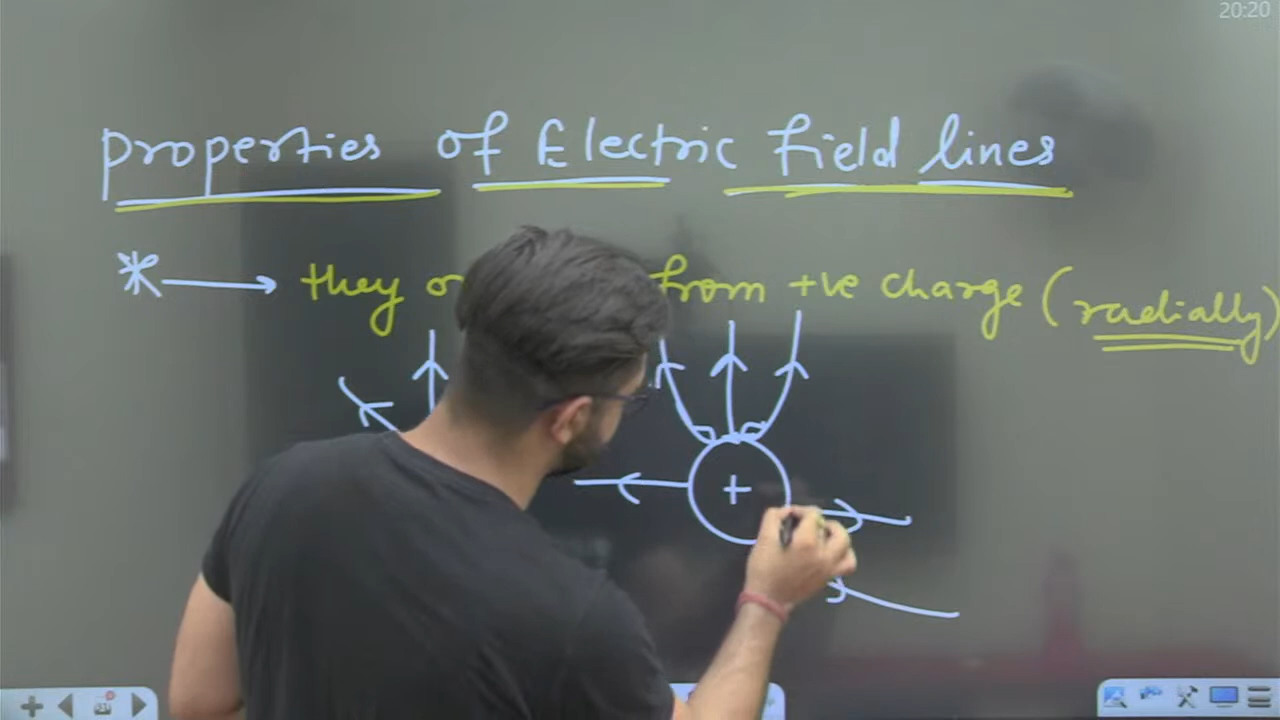 20:20
properties of Electric field lines
* → they from +ve charge (radially)
+